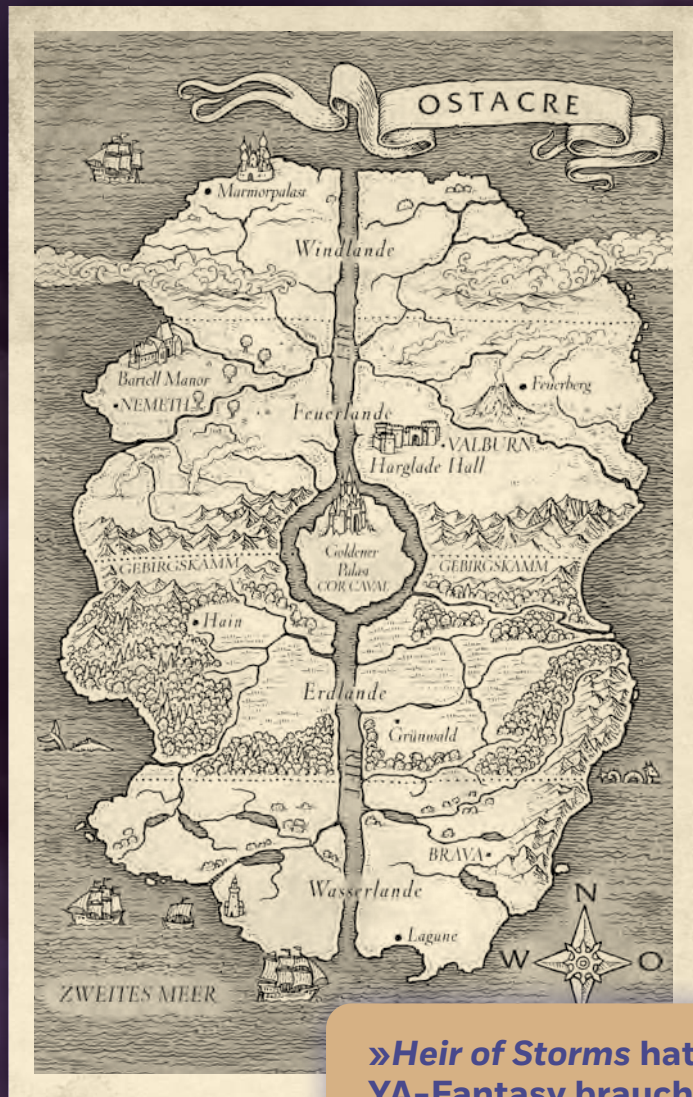 OSTACRE
Marmorpalast
Windlande
Bartell Manor
NEMETH
Feuerberg
Feuerlande
VALBURN
Harglade Hall
Goldener
Palast
COR CAVAL
GEBIRGSKAMM
GEBIRGSKAMM
Hain
Erdlande
Grünwald
BRAVA
Wasserlande
Lagune
N
W
O
ZWEITES MEER
»Heir of Storms hat
YA-Fantasy brauch